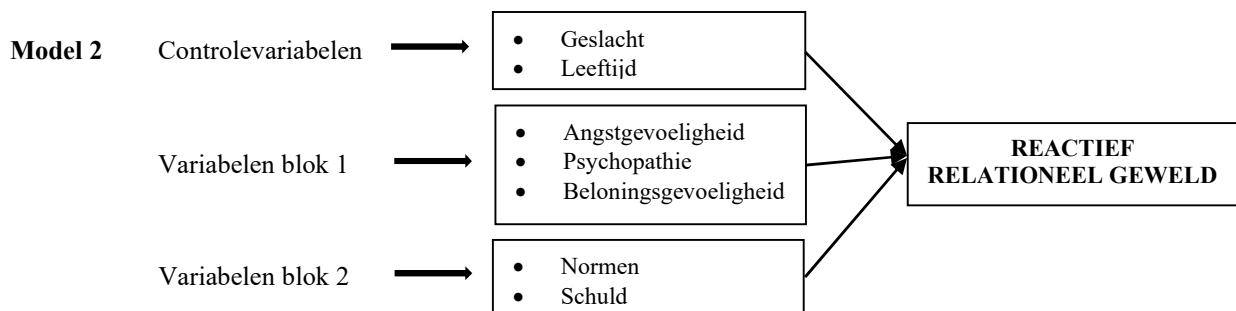 Model 2
Controlevariabelen
• Geslacht
• Leeftijd
Variabelen blok 1
• Angstgevoeligheid
• Psychopathie
• Beloningsgevoeligheid
REACTIEF
RELATIONEEL GEWELD
Variabelen blok 2
• Normen
• Schuld